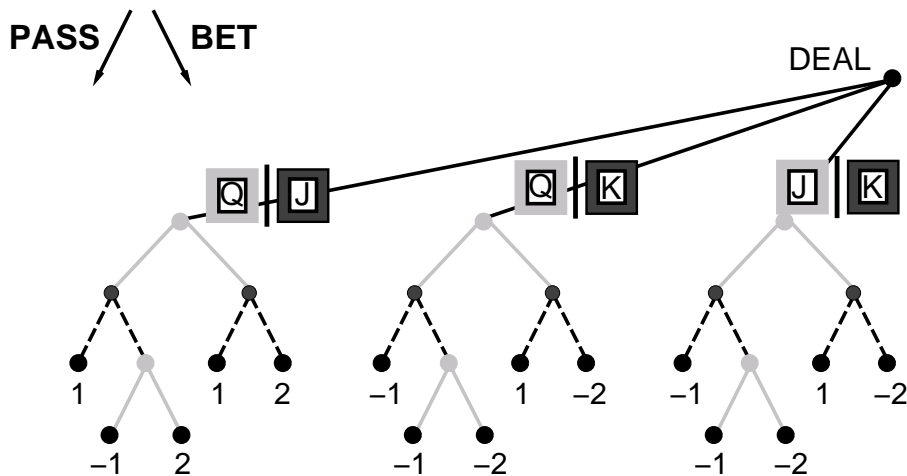 PASS BET
DEAL
Q J Q K J K
1 1 2 –1 1 –2 –1 1 –2
–1 2 –1 –2 –1 –2